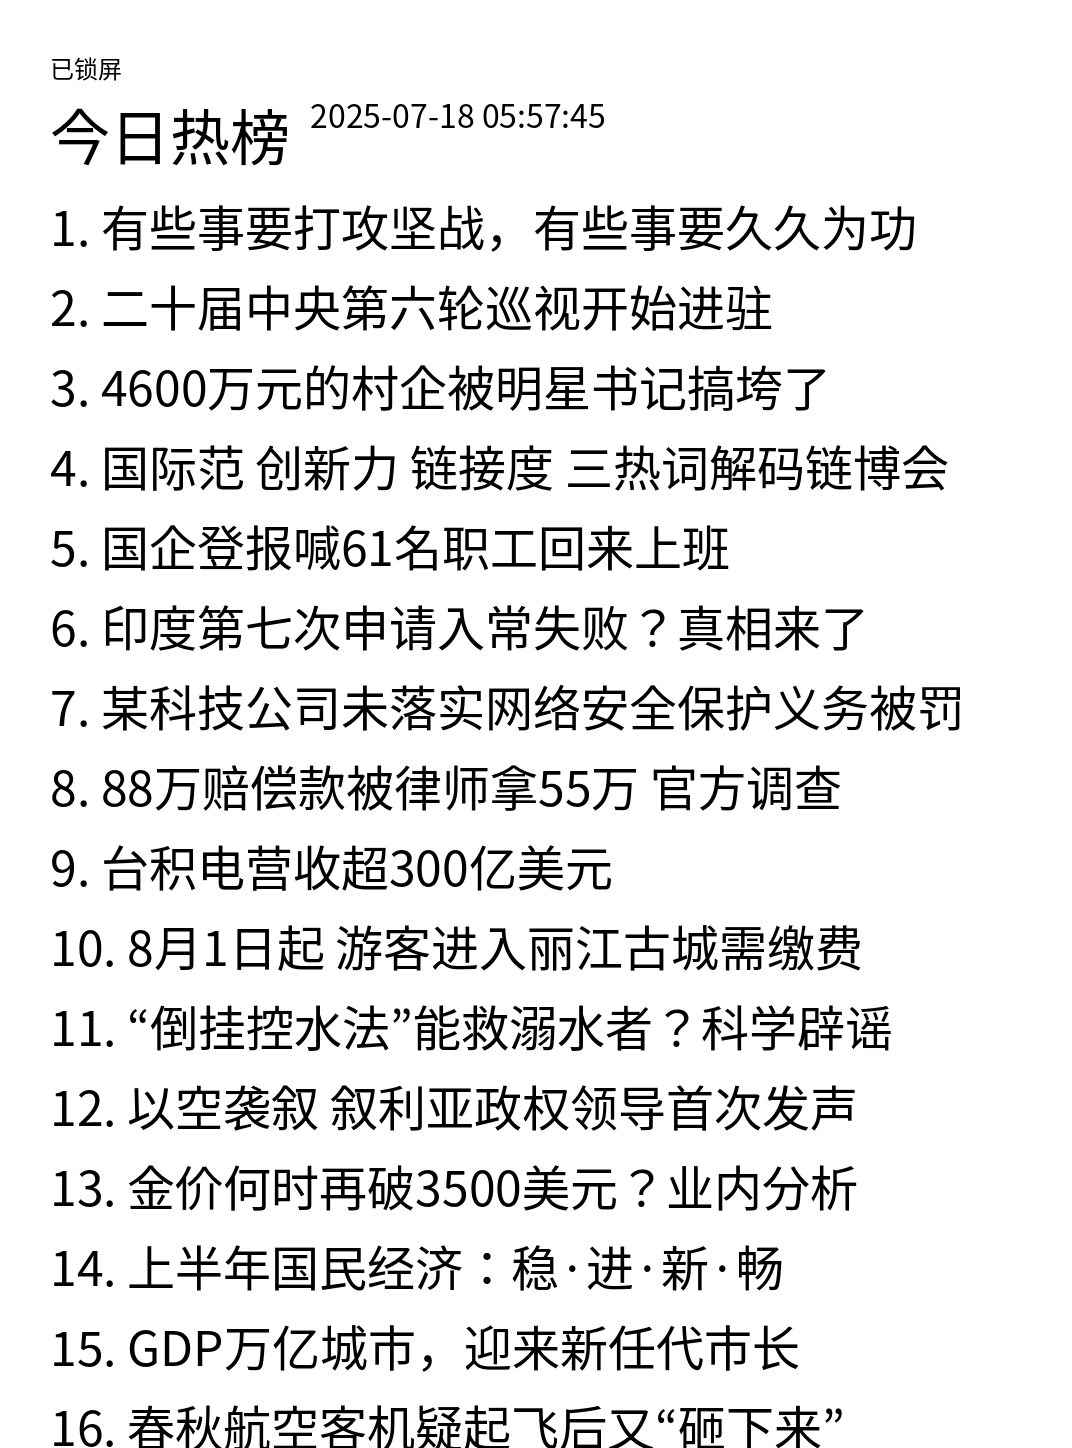 已锁屏
今日热榜 2025-07-18 05:57:45
1. 有些事要打攻坚战，有些事要久久为功
2. 二十届中央第六轮巡视开始进驻
3. 4600万元的村企被明星书记搞垮了
4. 国际范 创新力 链接度 三热词解码链博会
5. 国企登报喊61名职工回来上班
6. 印度第七次申请入常失败？真相来了
7. 某科技公司未落实网络安全保护义务被罚
8. 88万赔偿款被律师拿55万 官方调查
9. 台积电营收超300亿美元
10. 8月1日起 游客进入丽江古城需缴费
11. “倒挂控水法”能救溺水者？科学辟谣
12. 以空袭叙 叙利亚政权领导首次发声
13. 金价何时再破3500美元？业内分析
14. 上半年国民经济：稳·进·新·畅
15. GDP万亿城市，迎来新任代市长
16. 春秋航空客机疑起飞后又“砸下来”